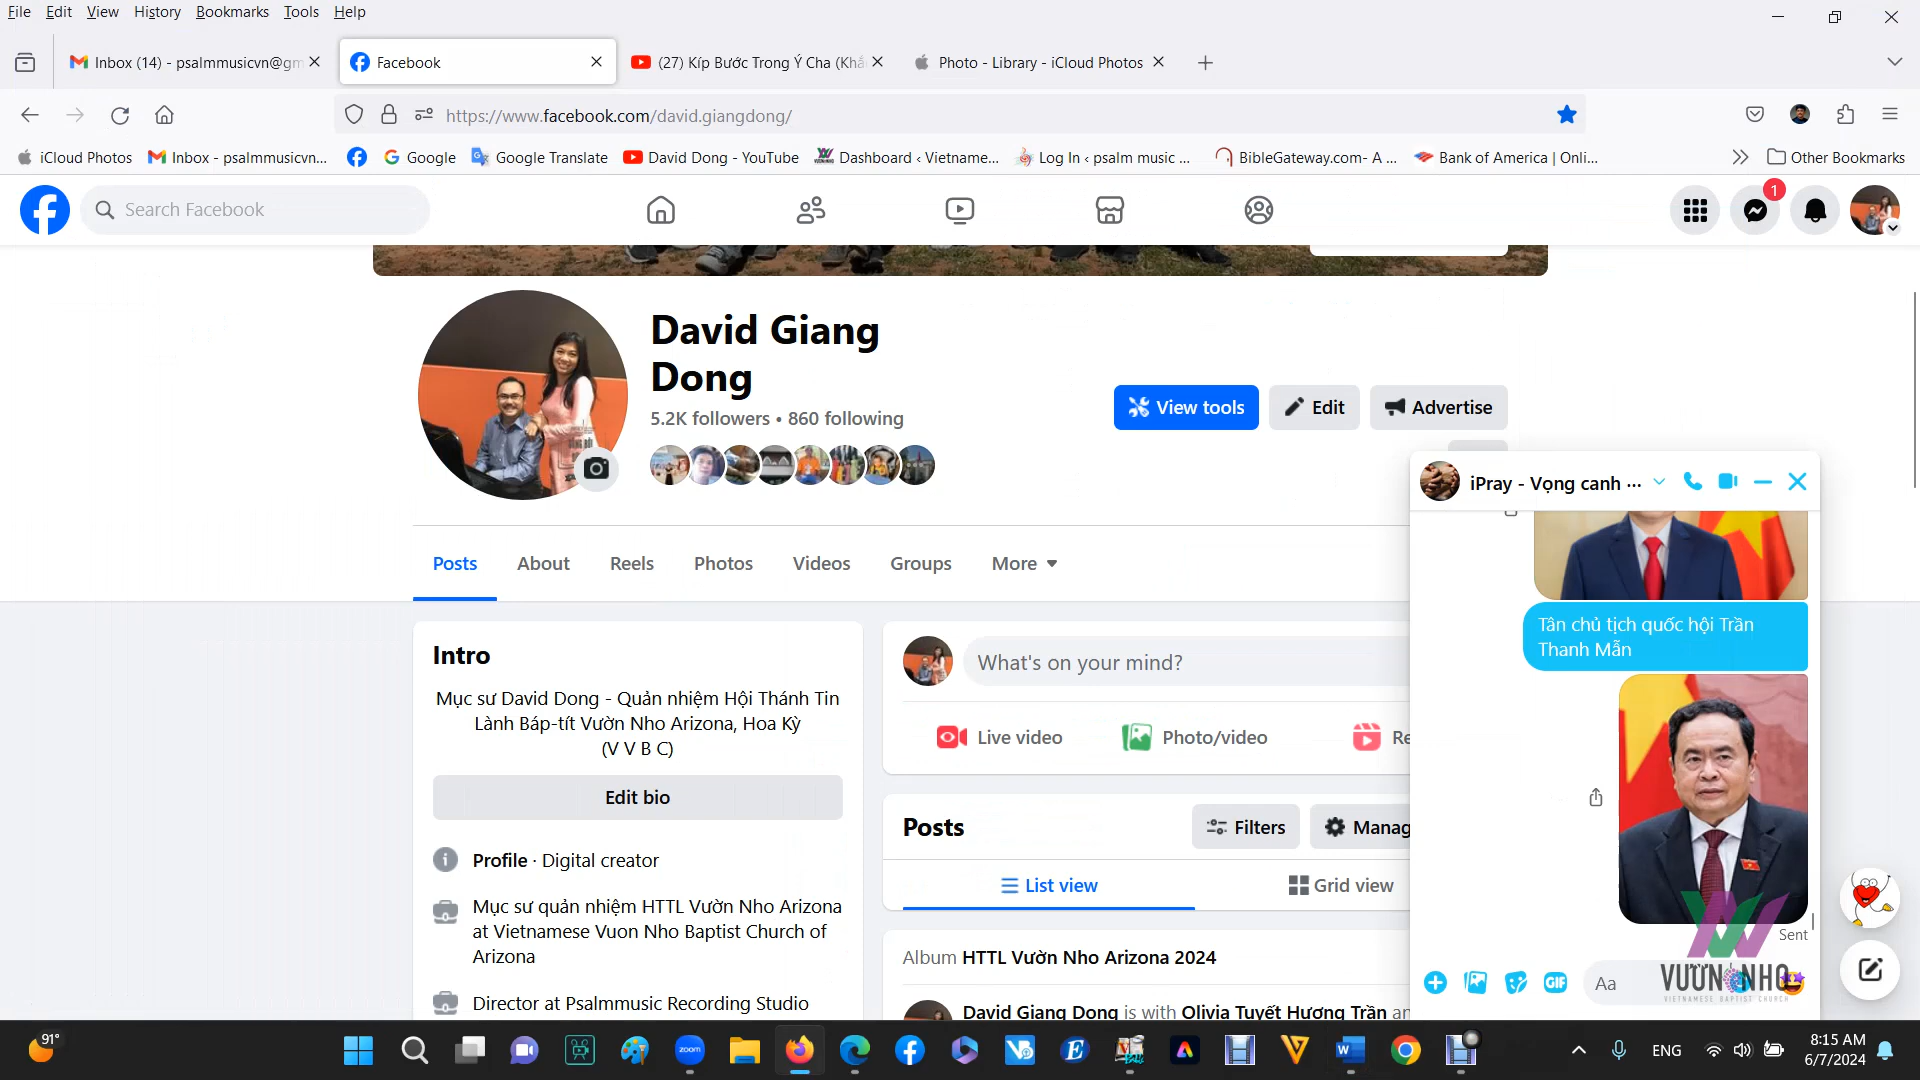 File Edit View History Bookmarks Tools Help
Inbox (14) - psalmmusicvn@gm
Facebook
(27) Kíp Bước Trong Ý Cha (Khả
Photo - Library - iCloud Photos
https://www.facebook.com/david.giangdong/
iCloud Photos
Inbox - psalmmusicvn...
Google
Google Translate
David Dong - YouTube
Dashboard ‹ Vietname...
Log In ‹ psalm music ...
BibleGateway.com- A ...
Bank of America | Onli...
Other Bookmarks
Search Facebook
1
David Giang
Dong
5.2K followers • 860 following
View tools
Edit
Advertise
Posts
About
Reels
Photos
Videos
Groups
More
Intro
Mục sư David Dong - Quản nhiệm Hội Thánh Tin
Lành Báp-tít Vườn Nho Arizona, Hoa Kỳ
(V V B C)
Edit bio
Profile · Digital creator
Mục sư quản nhiệm HTTL Vườn Nho Arizona
at Vietnamese Vuon Nho Baptist Church of
Arizona
Director at Psalmmusic Recording Studio
What's on your mind?
Live video
Photo/video
Re
Posts
Filters
Manag
List view
Grid view
Album HTTL Vườn Nho Arizona 2024
David Giang Dong is with Olivia Tuyết Hương Trần an
iPray - Vọng canh ...
Tân chủ tịch quốc hội Trần
Thanh Mẫn
Sent
GIF
Aa
VƯỜN NHO
VIETNAMESE BAPTIST CHURCH
91°
zoom
ENG
8:15 AM
6/7/2024